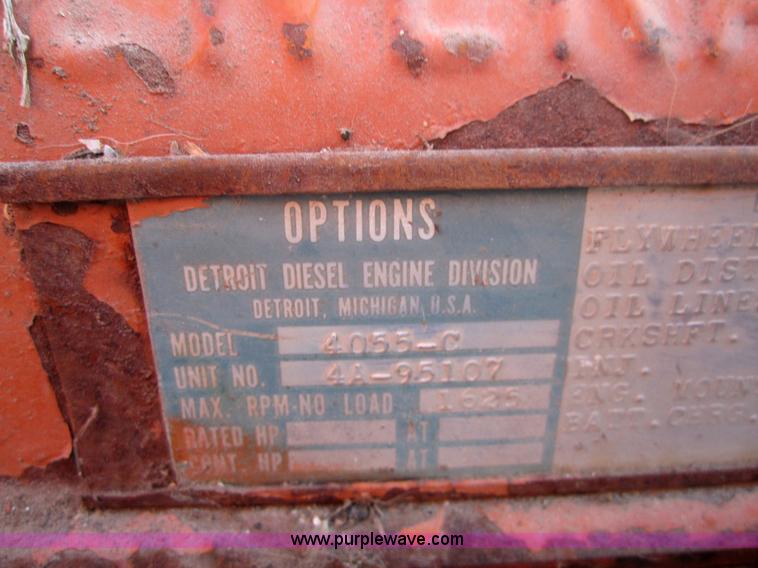 OPTIONS
DETROIT DIESEL ENGINE DIVISION
DETROIT, MICHIGAN, U.S.A.
MODEL 4055-C
UNIT NO. 4A-95107
MAX. RPM-NO LOAD 1625
RATED HP AT
CONT. HP AT
FLYWHEEL
OIL DIST
OIL LINE
CRKSHFT.
INJ.
ENG. MOUN
BATT. CHRG.
www.purplewave.com